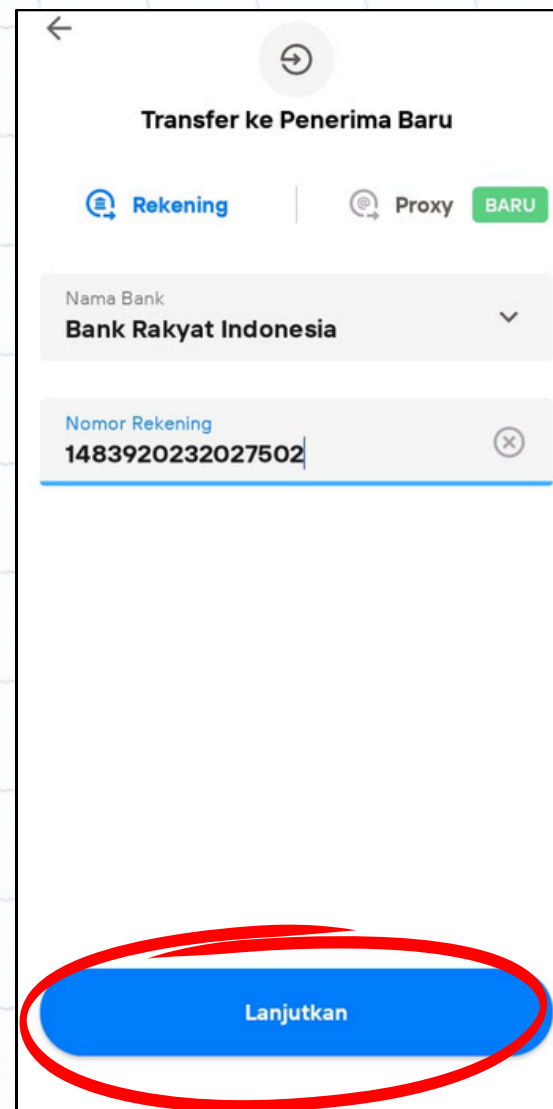 Transfer ke Penerima Baru
Rekening
Proxy BARU
Nama Bank
Bank Rakyat Indonesia
Nomor Rekening
1483920232027502
Lanjutkan